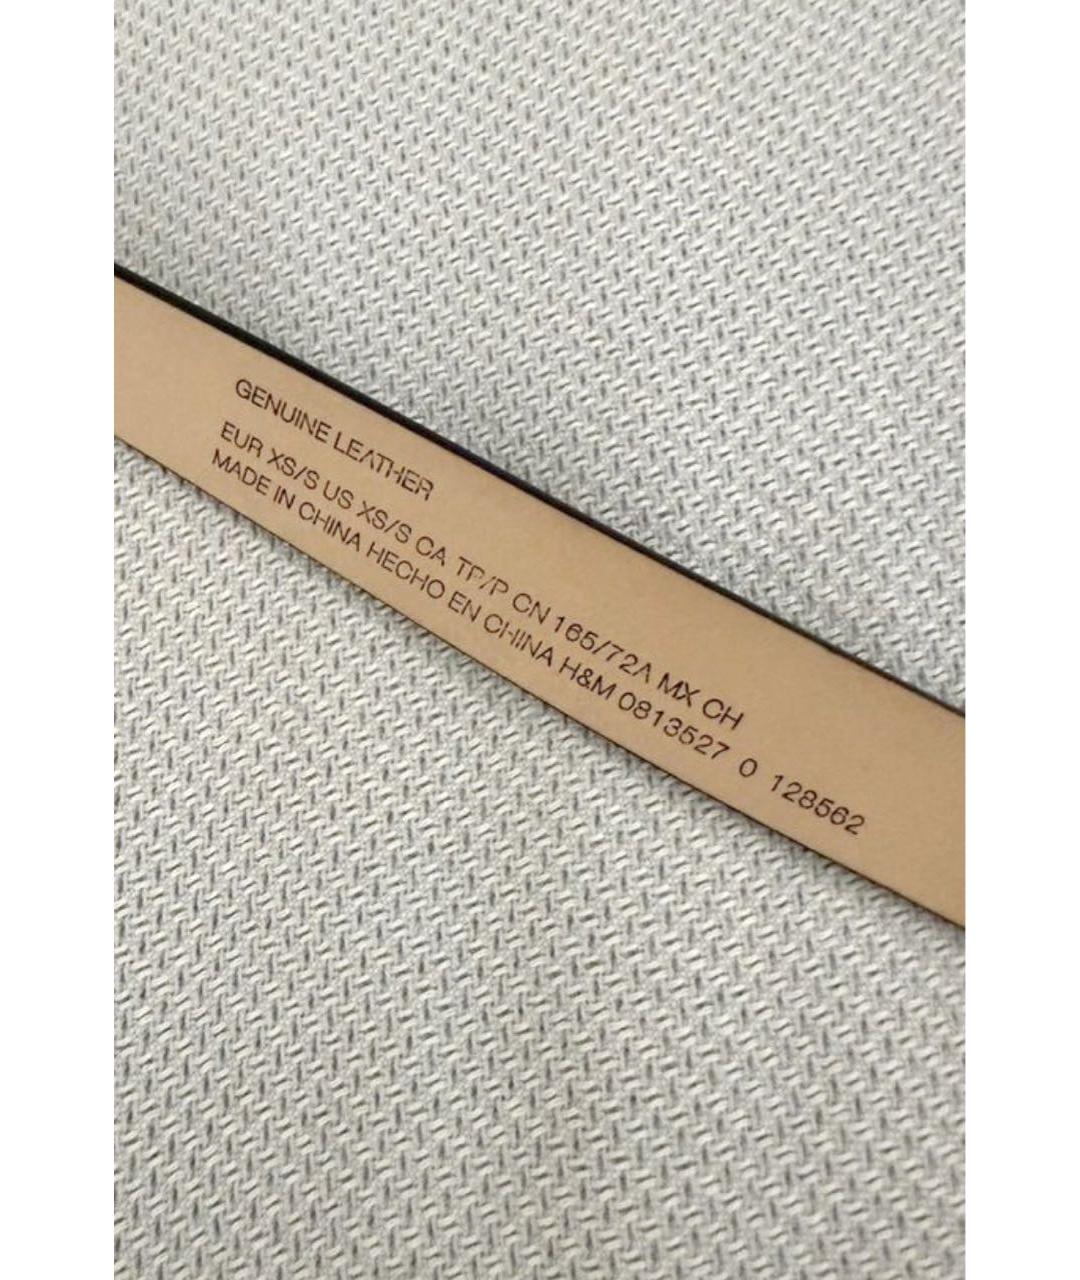 GENUINE LEATHER
EUR XS/S US XS/S CA TP/P CN 165/72A MX CH
MADE IN CHINA HECHO EN CHINA H&M 0813527 0 128562